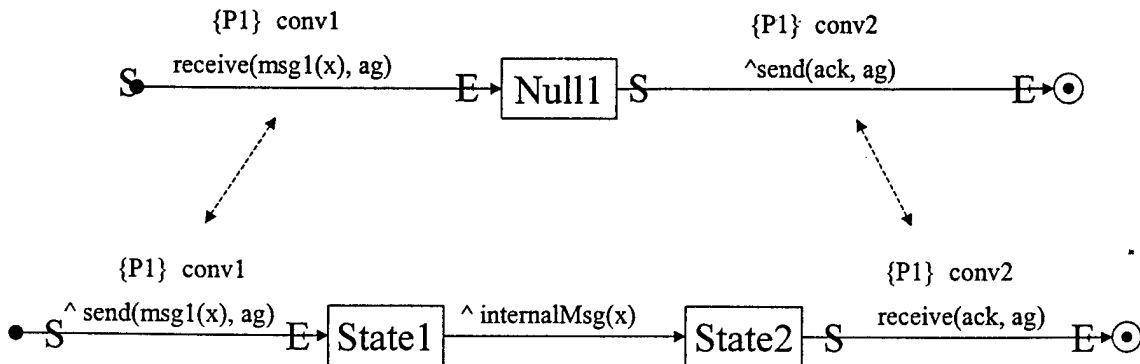 {P1} conv1
{P1} conv2
receive(msg1(x), ag)
^send(ack, ag)
S E Null1 S E
{P1} conv1
{P1} conv2
^ send(msg1(x), ag)
^ internalMsg(x)
receive(ack, ag)
S E State1 State2 S E